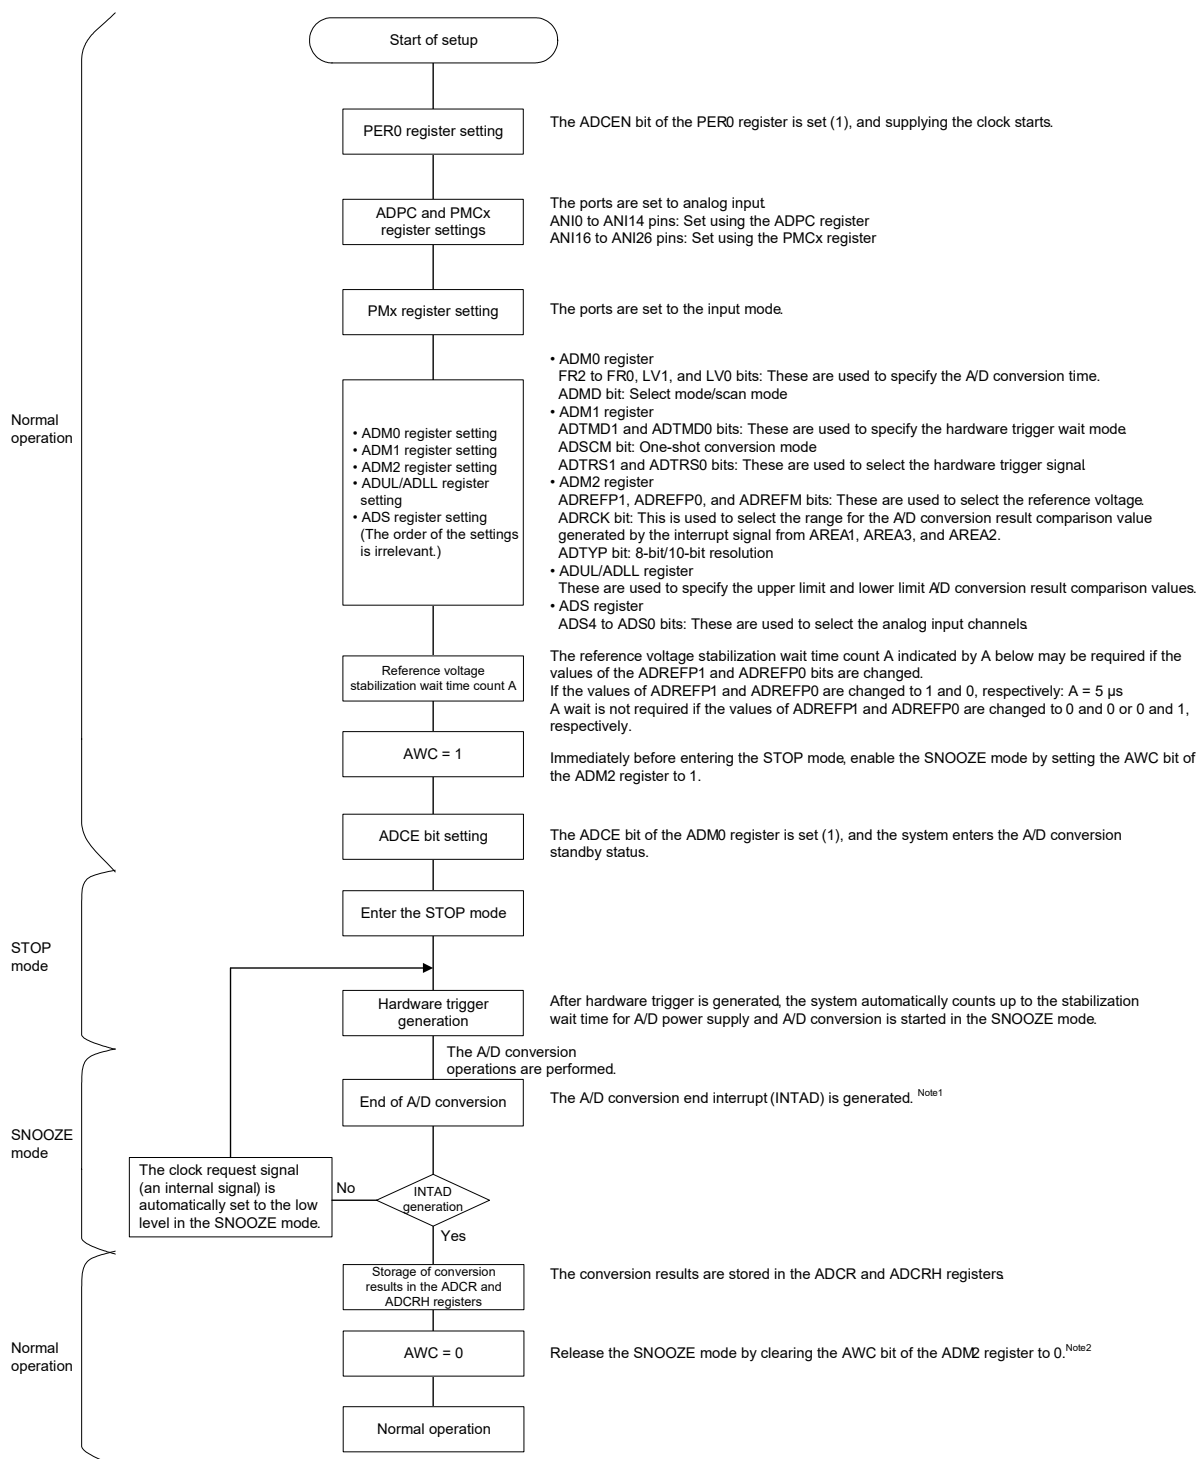 Start of setup
PER0 register setting
The ADCEN bit of the PER0 register is set (1), and supplying the clock starts.
ADPC and PMCx
register settings
The ports are set to analog input.
ANI0 to ANI14 pins: Set using the ADPC register
ANI16 to ANI26 pins: Set using the PMCx register
PMx register setting
The ports are set to the input mode.
Normal
operation
• ADM0 register setting
• ADM1 register setting
• ADM2 register setting
• ADUL/ADLL register
setting
• ADS register setting
(The order of the settings
is irrelevant.)
• ADM0 register
FR2 to FR0, LV1, and LV0 bits: These are used to specify the A/D conversion time.
ADMD bit: Select mode/scan mode
• ADM1 register
ADTMD1 and ADTMD0 bits: These are used to specify the hardware trigger wait mode.
ADSCM bit: One-shot conversion mode
ADTRS1 and ADTRS0 bits: These are used to select the hardware trigger signal.
• ADM2 register
ADREFP1, ADREFP0, and ADREFM bits: These are used to select the reference voltage.
ADRCK bit: This is used to select the range for the A/D conversion result comparison value
generated by the interrupt signal from AREA1, AREA3, and AREA2.
ADTYP bit: 8-bit/10-bit resolution
• ADUL/ADLL register
These are used to specify the upper limit and lower limit A/D conversion result comparison values.
• ADS register
ADS4 to ADS0 bits: These are used to select the analog input channels.
Reference voltage
stabilization wait time count A
The reference voltage stabilization wait time count A indicated by A below may be required if the
values of the ADREFP1 and ADREFP0 bits are changed.
If the values of ADREFP1 and ADREFP0 are changed to 1 and 0, respectively: A = 5 µs
A wait is not required if the values of ADREFP1 and ADREFP0 are changed to 0 and 0 or 0 and 1,
respectively.
AWC = 1
Immediately before entering the STOP mode, enable the SNOOZE mode by setting the AWC bit of
the ADM2 register to 1.
ADCE bit setting
The ADCE bit of the ADM0 register is set (1), and the system enters the A/D conversion
standby status.
Enter the STOP mode
STOP
mode
Hardware trigger
generation
After hardware trigger is generated, the system automatically counts up to the stabilization
wait time for A/D power supply and A/D conversion is started in the SNOOZE mode.
The A/D conversion
operations are performed.
End of A/D conversion
The A/D conversion end interrupt (INTAD) is generated. Note1
SNOOZE
mode
The clock request signal
(an internal signal) is
automatically set to the low
level in the SNOOZE mode.
No
INTAD
generation
Yes
Storage of conversion
results in the ADCR and
ADCRH registers
The conversion results are stored in the ADCR and ADCRH registers.
Normal
operation
AWC = 0
Release the SNOOZE mode by clearing the AWC bit of the ADM2 register to 0.Note2
Normal operation